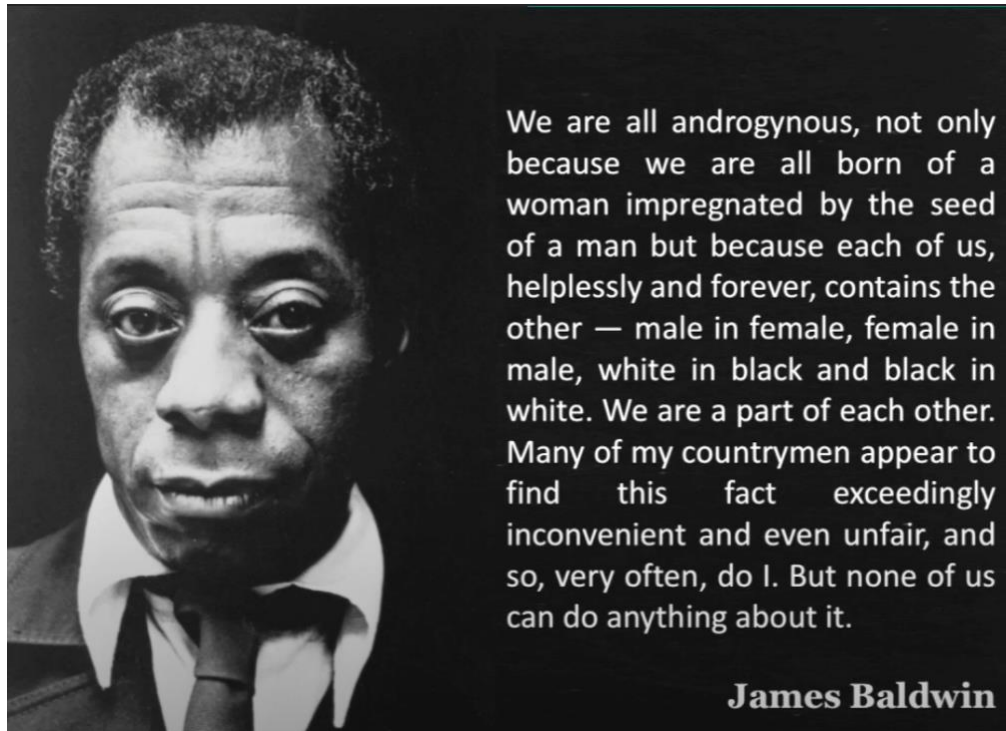 We are all androgynous, not only
because we are all born of a
woman impregnated by the seed
of a man but because each of us,
helplessly and forever, contains the
other — male in female, female in
male, white in black and black in
white. We are a part of each other.
Many of my countrymen appear to
find this fact exceedingly
inconvenient and even unfair, and
so, very often, do I. But none of us
can do anything about it.
James Baldwin